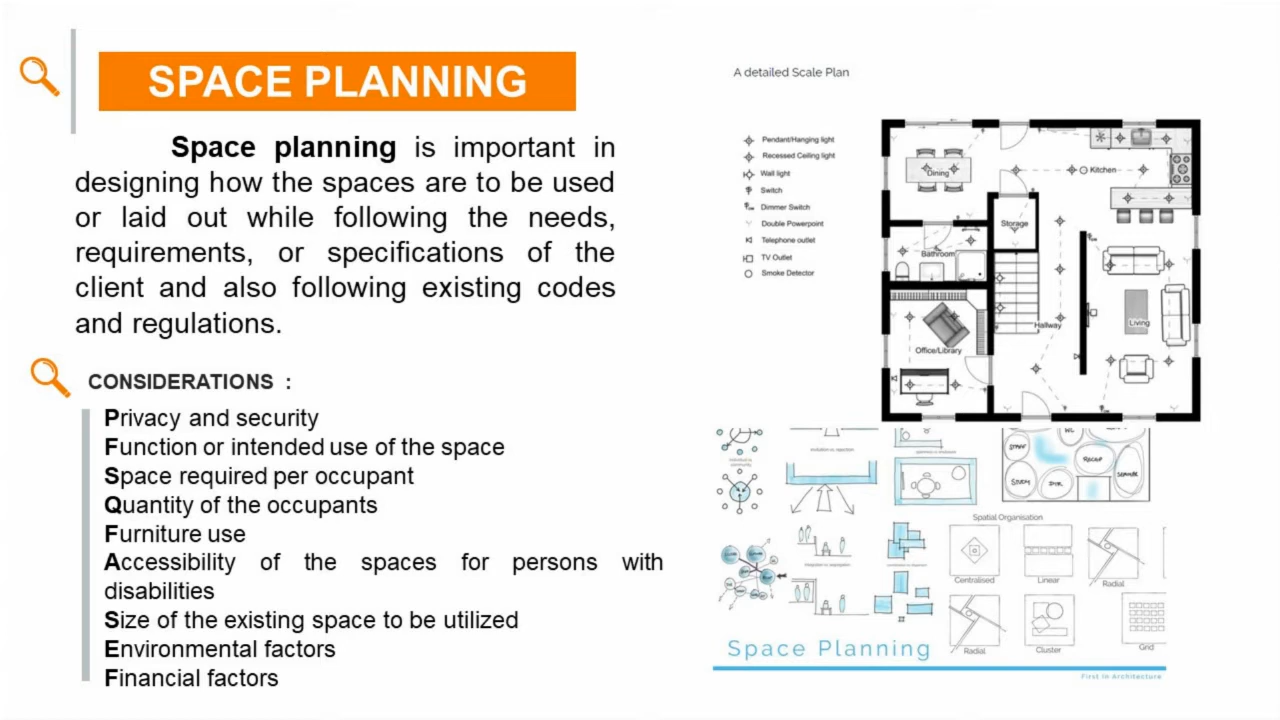 SPACE PLANNING
Space planning is important in
designing how the spaces are to be used
or laid out while following the needs,
requirements, or specifications of the
client and also following existing codes
and regulations.
CONSIDERATIONS :
Privacy and security
Function or intended use of the space
Space required per occupant
Quantity of the occupants
Furniture use
Accessibility of the spaces for persons with
disabilities
Size of the existing space to be utilized
Environmental factors
Financial factors
A detailed Scale Plan
Pendant/Hanging light
Recessed Ceiling light
Wall light
Switch
Dimmer Switch
Double Powerpoint
Telephone outlet
TV Outlet
Smoke Detector
Dining
Kitchen
Storage
Bathroom
Hallway
Living
Office/Library
STAFF
WC
RECEP
STUDY
SEMINAR
Spatial Organisation
Centralised
Linear
Radial
Radial
Cluster
Grid
Space Planning
First In Architecture